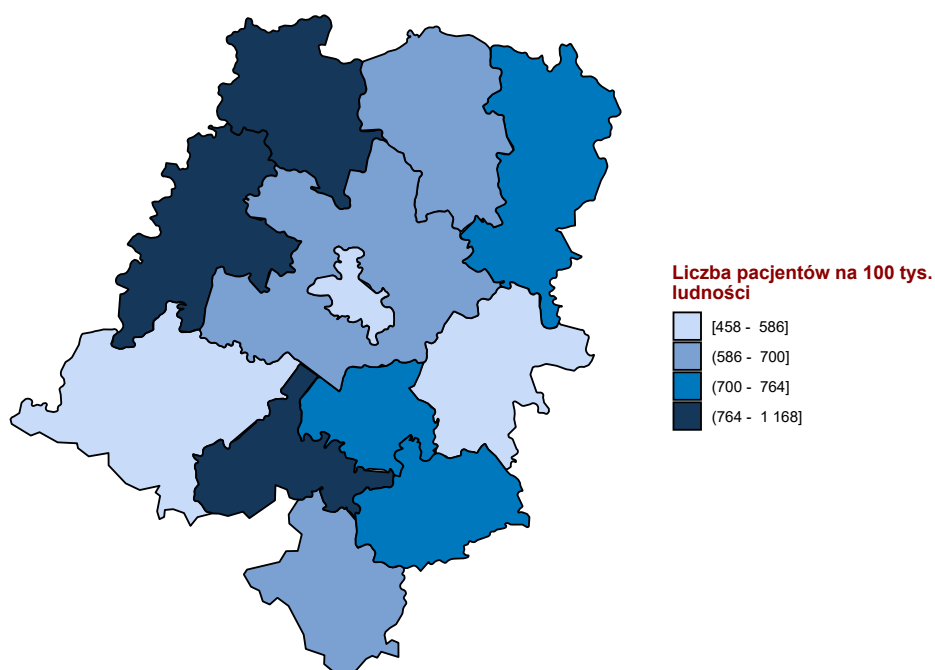 Liczba pacjentów na 100 tys.
ludności
[458 - 586]
(586 - 700]
(700 - 764]
(764 - 1 168]